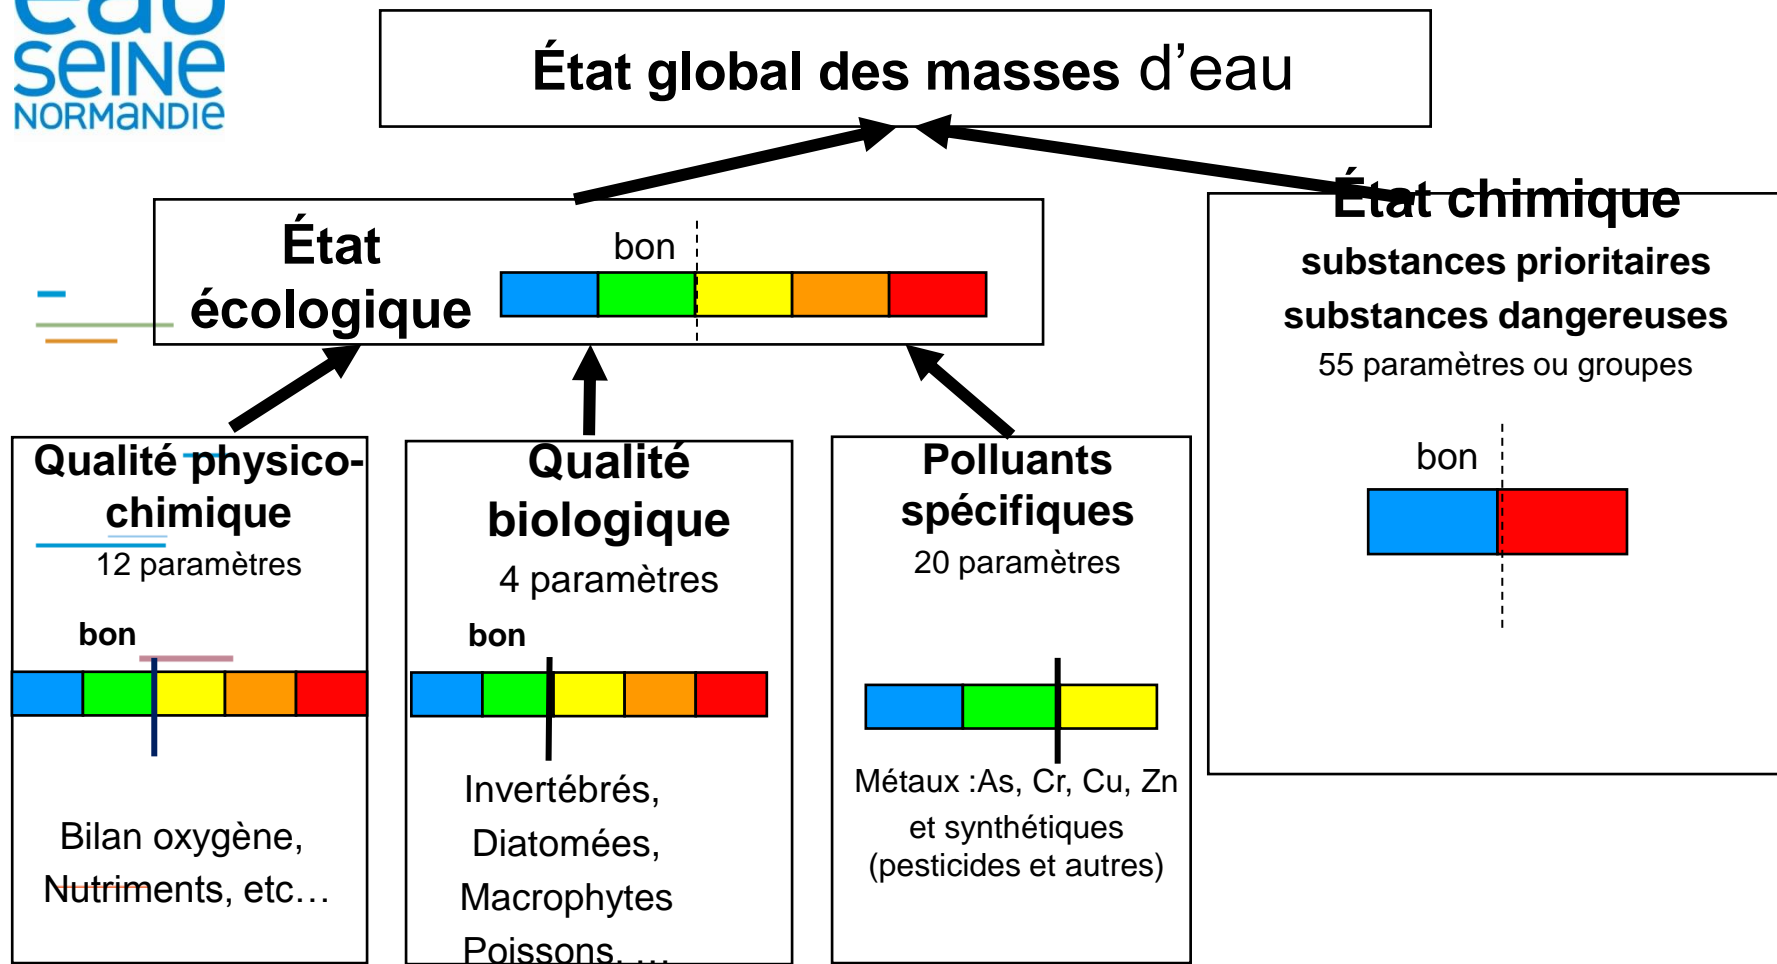 eau
SEINE
NORMANDIE
État global des masses d’eau
État
écologique
bon
État chimique
substances prioritaires
substances dangereuses
55 paramètres ou groupes
bon
Qualité physico-
chimique
12 paramètres
bon
Bilan oxygène,
Nutriments, etc…
Qualité
biologique
4 paramètres
bon
Invertébrés,
Diatomées,
Macrophytes
Poissons, …
Polluants
spécifiques
20 paramètres
Métaux :As, Cr, Cu, Zn
et synthétiques
(pesticides et autres)